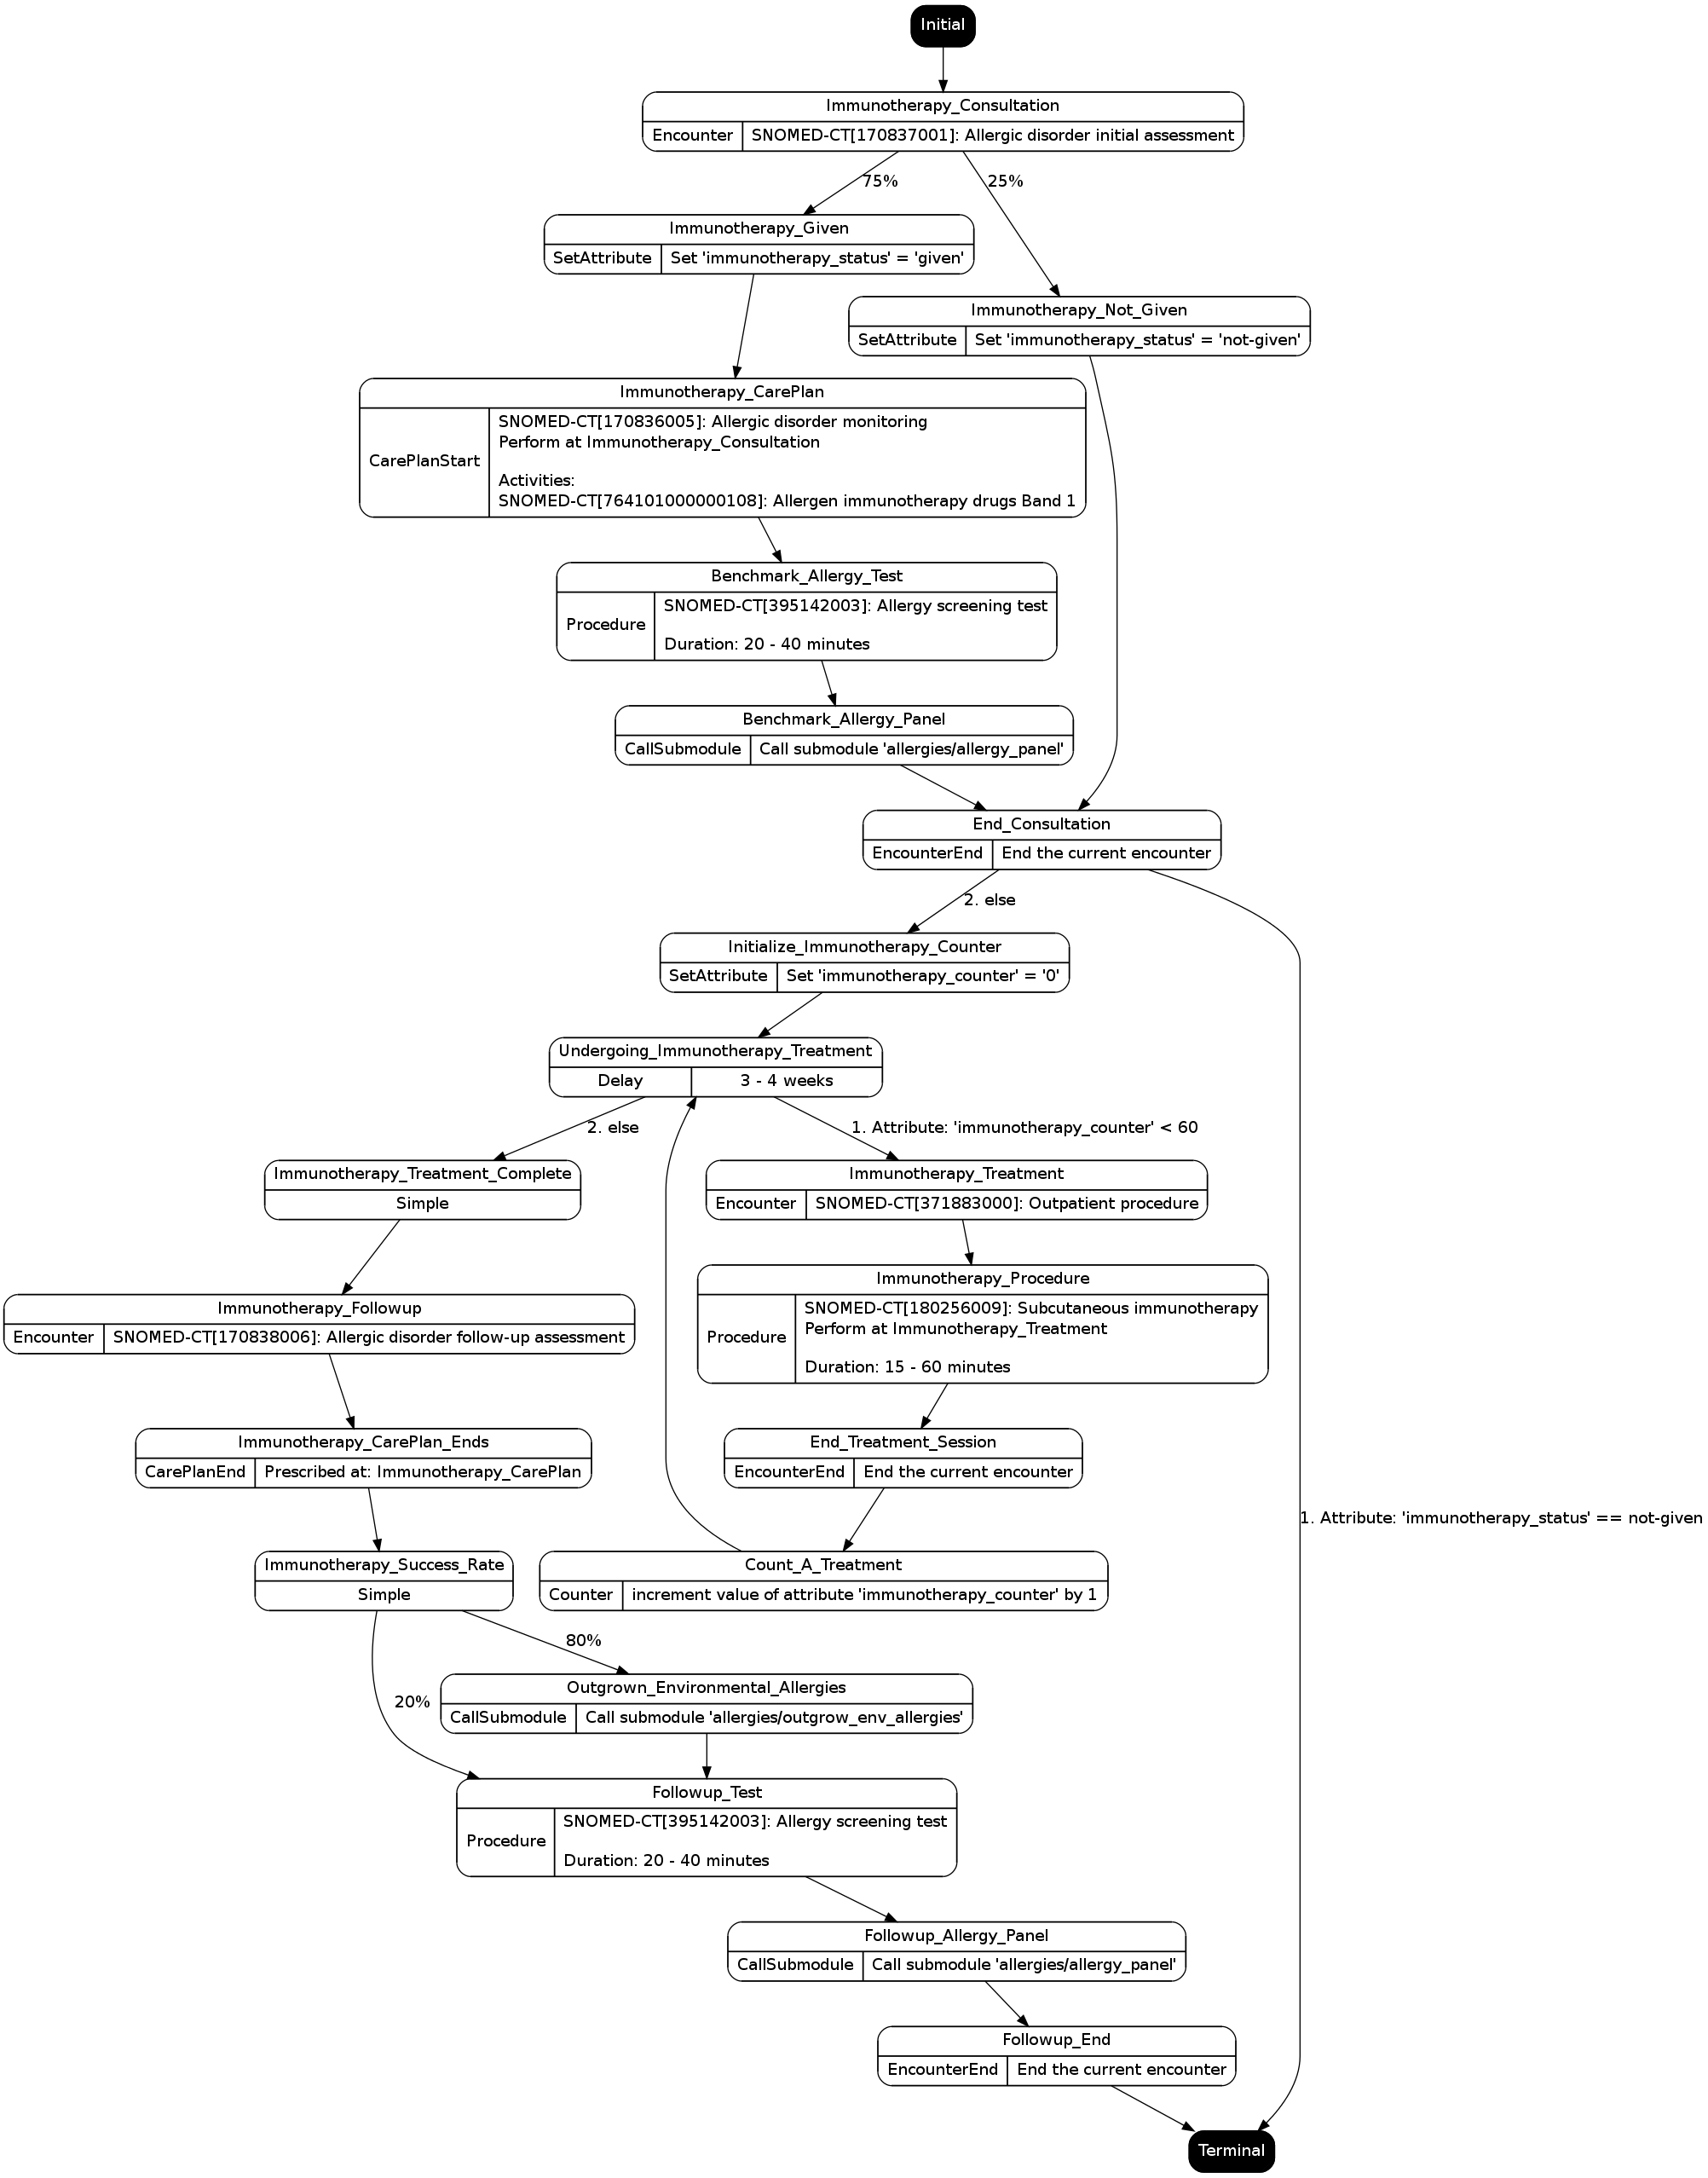 Initial
Immunotherapy_Consultation
Encounter
SNOMED-CT[170837001]: Allergic disorder initial assessment
75%
25%
Immunotherapy_Given
SetAttribute
Set 'immunotherapy_status' = 'given'
Immunotherapy_Not_Given
SetAttribute
Set 'immunotherapy_status' = 'not-given'
Immunotherapy_CarePlan
CarePlanStart
SNOMED-CT[170836005]: Allergic disorder monitoring
Perform at Immunotherapy_Consultation
Activities:
SNOMED-CT[764101000000108]: Allergen immunotherapy drugs Band 1
Benchmark_Allergy_Test
Procedure
SNOMED-CT[395142003]: Allergy screening test
Duration: 20 - 40 minutes
Benchmark_Allergy_Panel
CallSubmodule
Call submodule 'allergies/allergy_panel'
End_Consultation
EncounterEnd
End the current encounter
2. else
Initialize_Immunotherapy_Counter
SetAttribute
Set 'immunotherapy_counter' = '0'
Undergoing_Immunotherapy_Treatment
Delay
3 - 4 weeks
2. else
1. Attribute: 'immunotherapy_counter' < 60
Immunotherapy_Treatment_Complete
Simple
Immunotherapy_Treatment
Encounter
SNOMED-CT[371883000]: Outpatient procedure
Immunotherapy_Followup
Encounter
SNOMED-CT[170838006]: Allergic disorder follow-up assessment
Immunotherapy_Procedure
Procedure
SNOMED-CT[180256009]: Subcutaneous immunotherapy
Perform at Immunotherapy_Treatment
Duration: 15 - 60 minutes
Immunotherapy_CarePlan_Ends
CarePlanEnd
Prescribed at: Immunotherapy_CarePlan
End_Treatment_Session
EncounterEnd
End the current encounter
1. Attribute: 'immunotherapy_status' == not-given
Immunotherapy_Success_Rate
Simple
Count_A_Treatment
Counter
increment value of attribute 'immunotherapy_counter' by 1
80%
20%
Outgrown_Environmental_Allergies
CallSubmodule
Call submodule 'allergies/outgrow_env_allergies'
Followup_Test
Procedure
SNOMED-CT[395142003]: Allergy screening test
Duration: 20 - 40 minutes
Followup_Allergy_Panel
CallSubmodule
Call submodule 'allergies/allergy_panel'
Followup_End
EncounterEnd
End the current encounter
Terminal